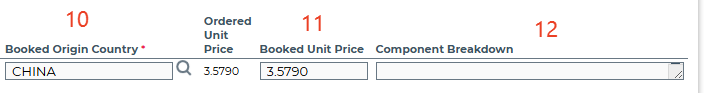 10
11
12
Ordered
Unit
Price
Booked Origin Country *
Booked Unit Price
Component Breakdown
CHINA
3.5790
3.5790